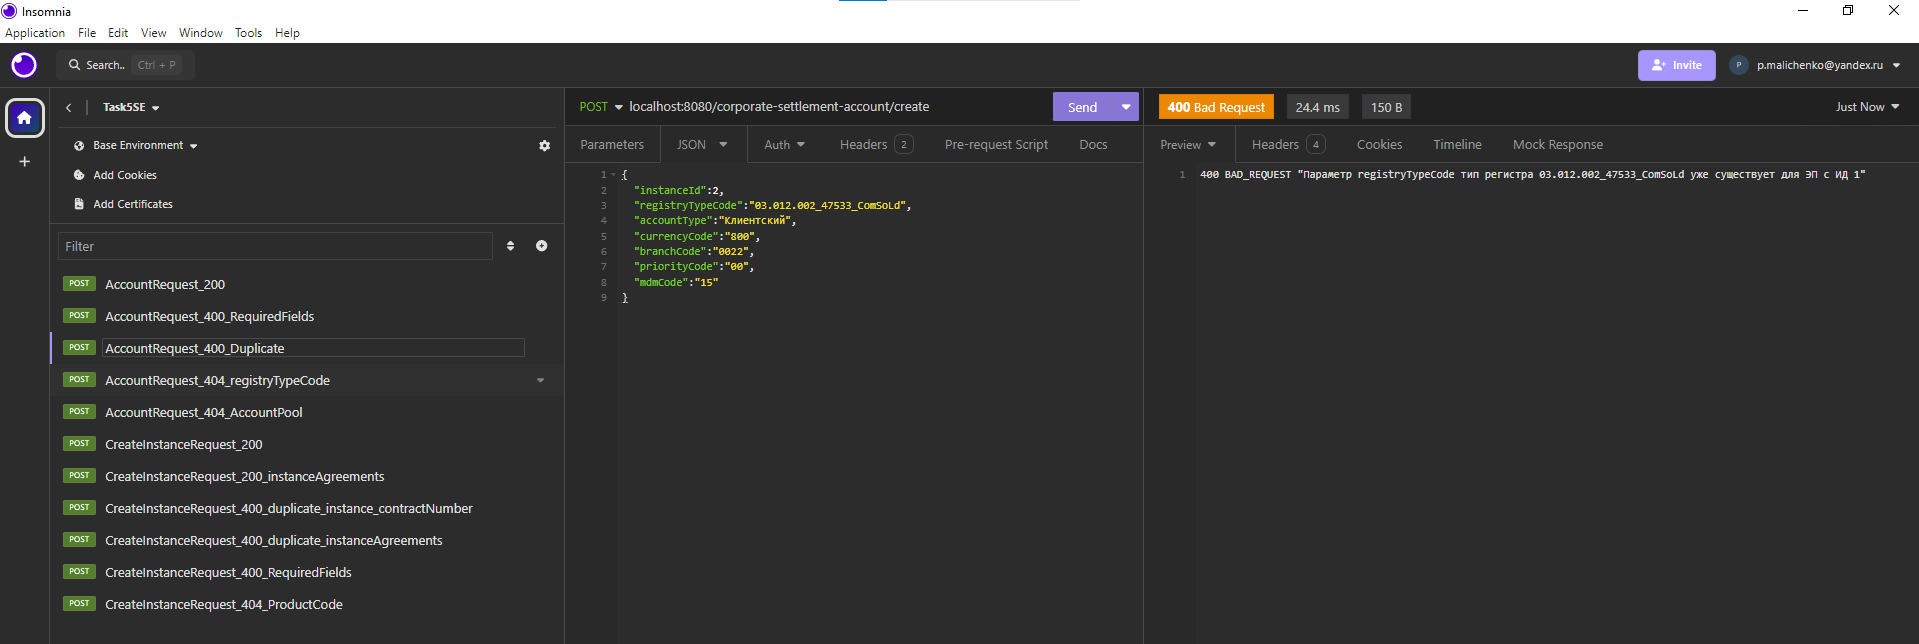 Insomnia
Application File Edit View Window Tools Help
Search.. Ctrl + P
Invite
P p.malichenko@yandex.ru
Task5SE
Base Environment
Add Cookies
Add Certificates
Filter
POST AccountRequest_200
POST AccountRequest_400_RequiredFields
POST AccountRequest_400_Duplicate
POST AccountRequest_404_registryTypeCode
POST AccountRequest_404_AccountPool
POST CreateInstanceRequest_200
POST CreateInstanceRequest_200_instanceAgreements
POST CreateInstanceRequest_400_duplicate_instance_contractNumber
POST CreateInstanceRequest_400_duplicate_instanceAgreements
POST CreateInstanceRequest_400_RequiredFields
POST CreateInstanceRequest_404_ProductCode
POST localhost:8080/corporate-settlement-account/create Send
Parameters JSON Auth Headers 2 Pre-request Script Docs
1 {
2 "instanceId":2,
3 "registryTypeCode":"03.012.002_47533_ComSoLd",
4 "accountType":"Клиентский",
5 "currencyCode":"800",
6 "branchCode":"0022",
7 "priorityCode":"00",
8 "mdmCode":"15"
9 }
400 Bad Request 24.4 ms 150 B Just Now
Preview Headers 4 Cookies Timeline Mock Response
1 400 BAD_REQUEST "Параметр registryTypeCode тип регистра 03.012.002_47533_ComSoLd уже существует для ЭП с ИД 1"